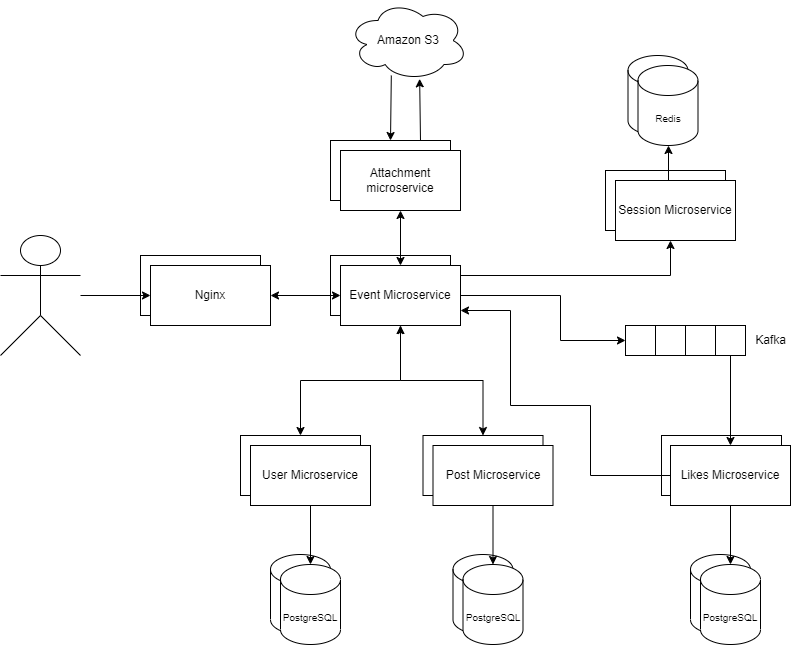 Amazon S3
Redis
Attachment
microservice
Session Microservice
Nginx
Event Microservice
Kafka
User Microservice
Post Microservice
Likes Microservice
PostgreSQL
PostgreSQL
PostgreSQL